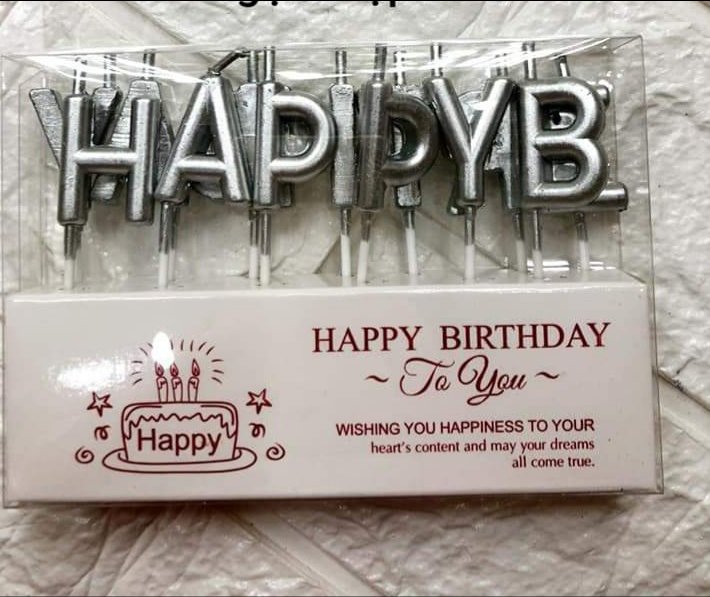 HAPPYB
Happy
HAPPY BIRTHDAY
~ To You ~
WISHING YOU HAPPINESS TO YOUR
heart's content and may your dreams
all come true.